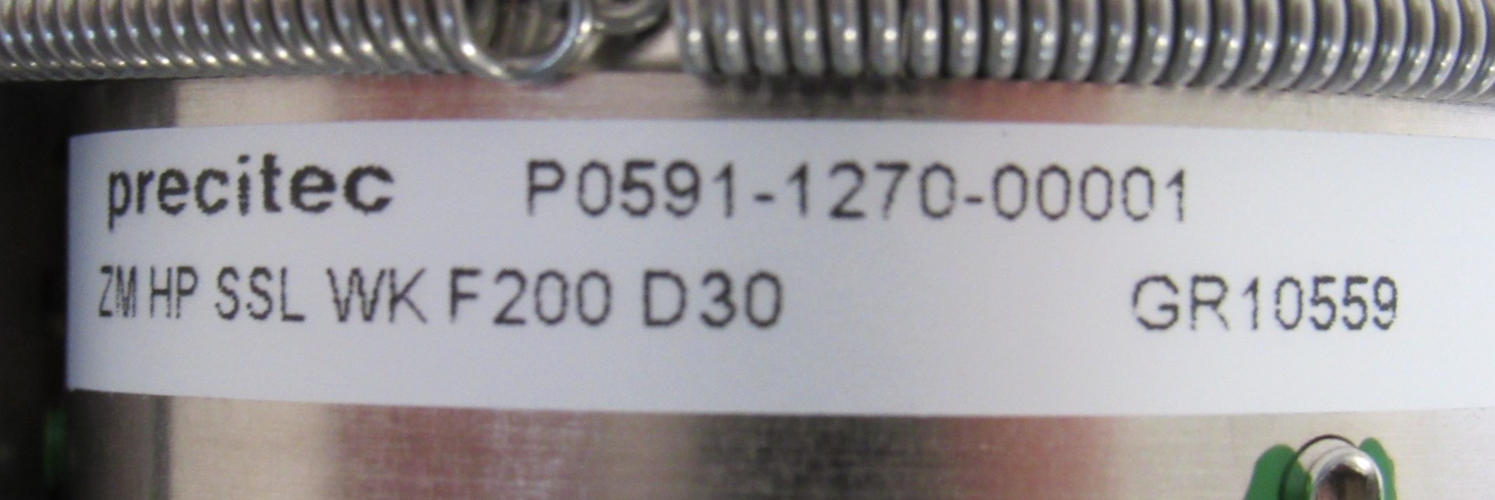 precitec P0591-1270-00001
ZM HP SSL WK F200 D30 GR10559